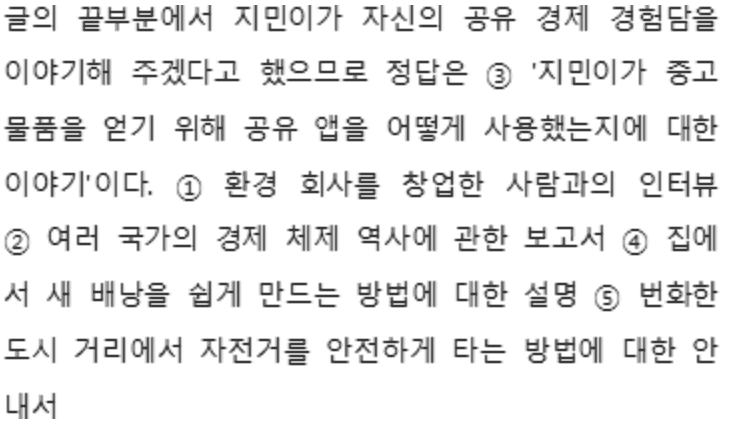 글의 끝부분에서 지민이가 자신의 공유 경제 경험담을
이야기해 주겠다고 했으므로 정답은 ③ '지민이가 중고
물품을 얻기 위해 공유 앱을 어떻게 사용했는지에 대한
이야기'이다. ① 환경 회사를 창업한 사람과의 인터뷰
② 여러 국가의 경제 체제 역사에 관한 보고서 ④ 집에
서 새 배낭을 쉽게 만드는 방법에 대한 설명 ⑤ 번화한
도시 거리에서 자전거를 안전하게 타는 방법에 대한 안
내서